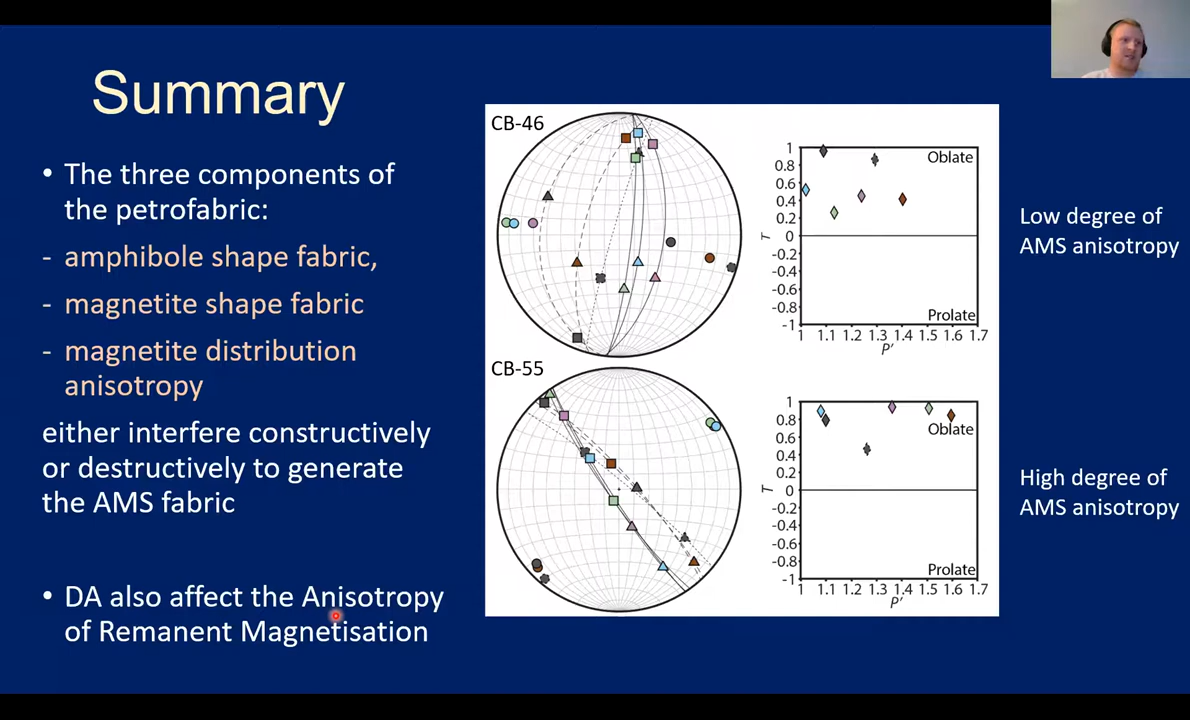 Summary
• The three components of
the petrofabric:
- amphibole shape fabric,
- magnetite shape fabric
- magnetite distribution
anisotropy
either interfere constructively
or destructively to generate
the AMS fabric
• DA also affect the Anisotropy
of Remanent Magnetisation
CB-46
1
0.8
0.6
0.4
0.2
0
-0.2
-0.4
-0.6
-0.8
-1
T
Oblate
Prolate
1 1.1 1.2 1.3 1.4 1.5 1.6 1.7
P'
Low degree of
AMS anisotropy
CB-55
1
0.8
0.6
0.4
0.2
0
-0.2
-0.4
-0.6
-0.8
-1
T
Oblate
Prolate
1 1.1 1.2 1.3 1.4 1.5 1.6 1.7
P'
High degree of
AMS anisotropy